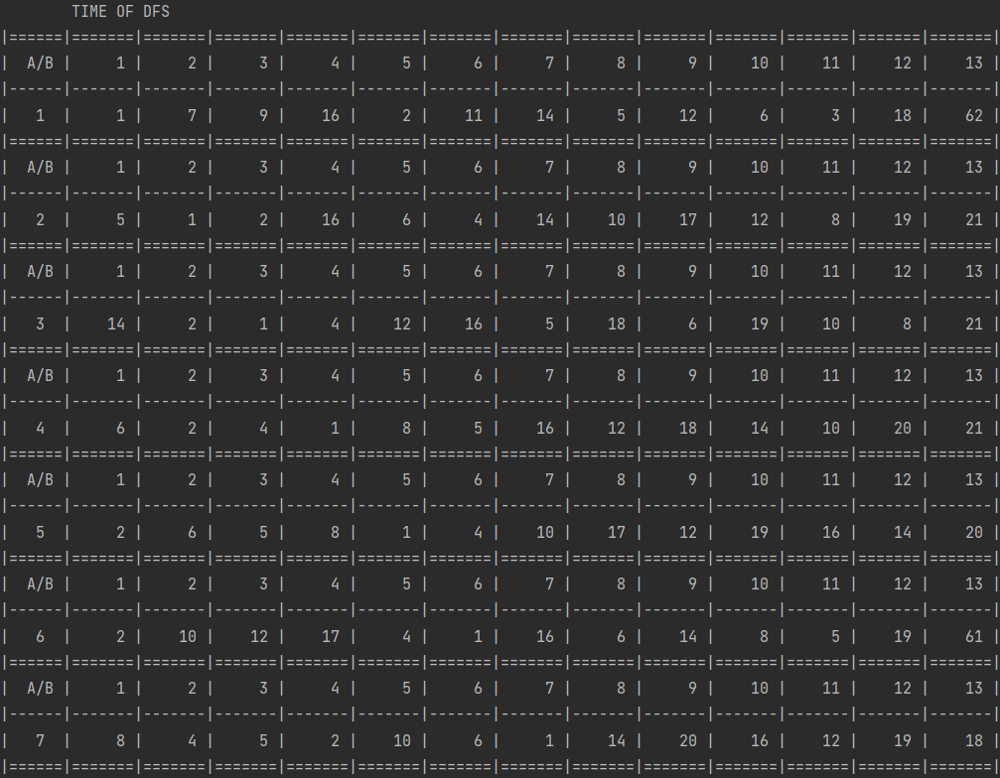 TIME OF DFS
|======|=======|=======|=======|=======|=======|=======|=======|=======|=======|=======|=======|=======|=======|
|  A/B |     1 |     2 |     3 |     4 |     5 |     6 |     7 |     8 |     9 |    10 |    11 |    12 |    13 |
|------|-------|-------|-------|-------|-------|-------|-------|-------|-------|-------|-------|-------|-------|
|   1  |     1 |     7 |     9 |    16 |     2 |    11 |    14 |     5 |    12 |     6 |     3 |    18 |    62 |
|======|=======|=======|=======|=======|=======|=======|=======|=======|=======|=======|=======|=======|=======|
|  A/B |     1 |     2 |     3 |     4 |     5 |     6 |     7 |     8 |     9 |    10 |    11 |    12 |    13 |
|------|-------|-------|-------|-------|-------|-------|-------|-------|-------|-------|-------|-------|-------|
|   2  |     5 |     1 |     2 |    16 |     6 |     4 |    14 |    10 |    17 |    12 |     8 |    19 |    21 |
|======|=======|=======|=======|=======|=======|=======|=======|=======|=======|=======|=======|=======|=======|
|  A/B |     1 |     2 |     3 |     4 |     5 |     6 |     7 |     8 |     9 |    10 |    11 |    12 |    13 |
|------|-------|-------|-------|-------|-------|-------|-------|-------|-------|-------|-------|-------|-------|
|   3  |    14 |     2 |     1 |     4 |    12 |    16 |     5 |    18 |     6 |    19 |    10 |     8 |    21 |
|======|=======|=======|=======|=======|=======|=======|=======|=======|=======|=======|=======|=======|=======|
|  A/B |     1 |     2 |     3 |     4 |     5 |     6 |     7 |     8 |     9 |    10 |    11 |    12 |    13 |
|------|-------|-------|-------|-------|-------|-------|-------|-------|-------|-------|-------|-------|-------|
|   4  |     6 |     2 |     4 |     1 |     8 |     5 |    16 |    12 |    18 |    14 |    10 |    20 |    21 |
|======|=======|=======|=======|=======|=======|=======|=======|=======|=======|=======|=======|=======|=======|
|  A/B |     1 |     2 |     3 |     4 |     5 |     6 |     7 |     8 |     9 |    10 |    11 |    12 |    13 |
|------|-------|-------|-------|-------|-------|-------|-------|-------|-------|-------|-------|-------|-------|
|   5  |     2 |     6 |     5 |     8 |     1 |     4 |    10 |    17 |    12 |    19 |    16 |    14 |    20 |
|======|=======|=======|=======|=======|=======|=======|=======|=======|=======|=======|=======|=======|=======|
|  A/B |     1 |     2 |     3 |     4 |     5 |     6 |     7 |     8 |     9 |    10 |    11 |    12 |    13 |
|------|-------|-------|-------|-------|-------|-------|-------|-------|-------|-------|-------|-------|-------|
|   6  |     2 |    10 |    12 |    17 |     4 |     1 |    16 |     6 |    14 |     8 |     5 |    19 |    61 |
|======|=======|=======|=======|=======|=======|=======|=======|=======|=======|=======|=======|=======|=======|
|  A/B |     1 |     2 |     3 |     4 |     5 |     6 |     7 |     8 |     9 |    10 |    11 |    12 |    13 |
|------|-------|-------|-------|-------|-------|-------|-------|-------|-------|-------|-------|-------|-------|
|   7  |     8 |     4 |     5 |     2 |    10 |     6 |     1 |    14 |    20 |    16 |    12 |    19 |    18 |
|======|=======|=======|=======|=======|=======|=======|=======|=======|=======|=======|=======|=======|=======|